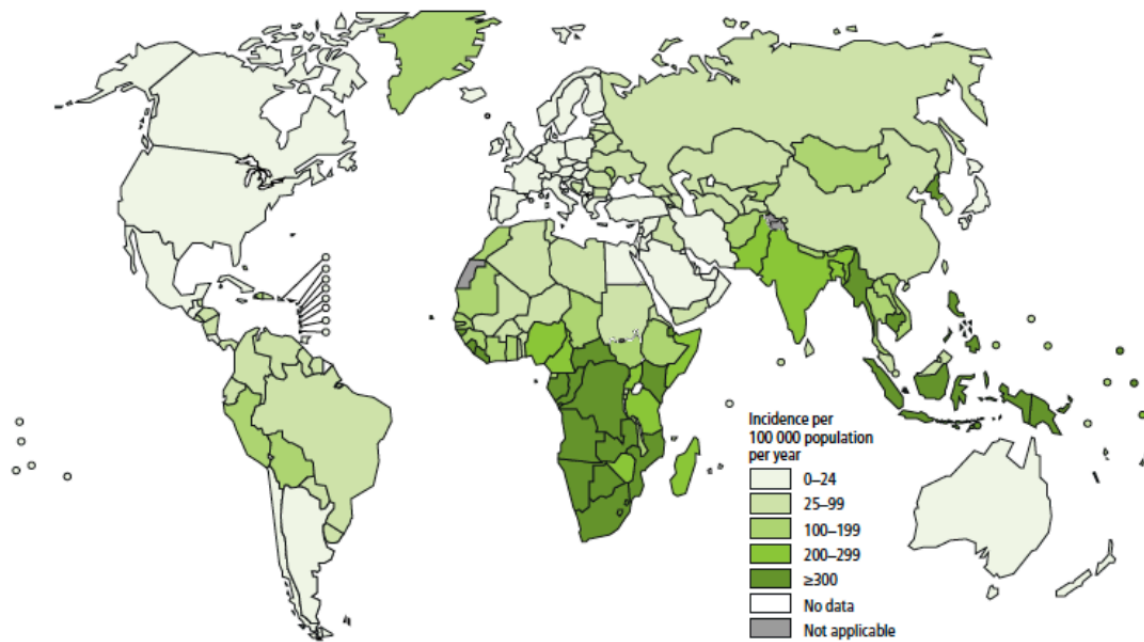 Incidence per
100 000 population
per year
0–24
25–99
100–199
200–299
≥300
No data
Not applicable